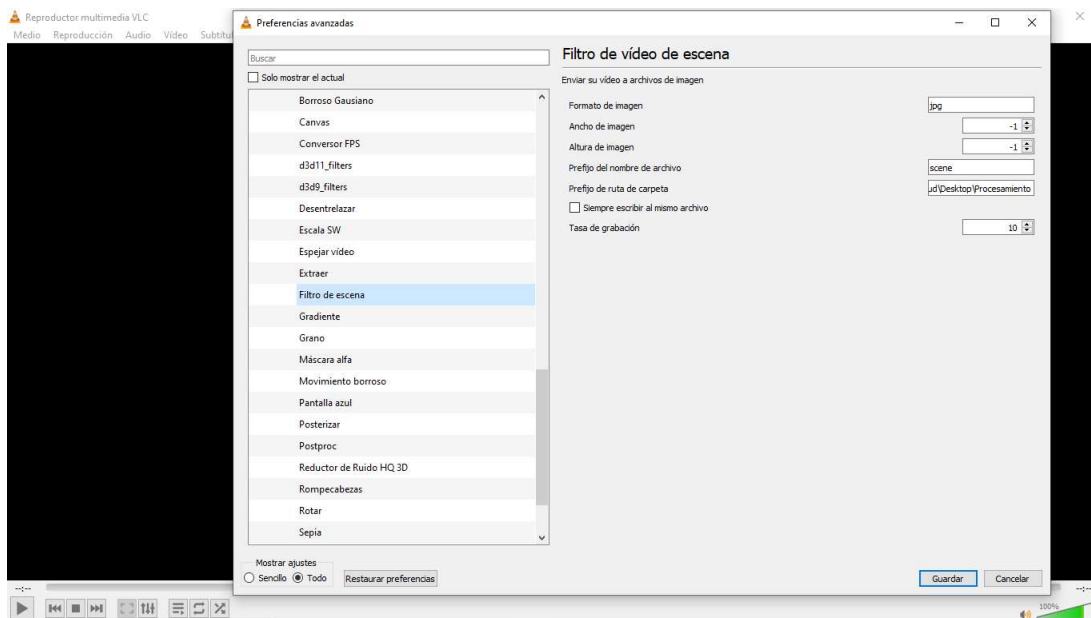 Reproductor multimedia VLC
Medio Reproducción Audio Vídeo Subtítul
Preferencias avanzadas
Buscar
Solo mostrar el actual
Borroso Gausiano
Canvas
Conversor FPS
d3d11_filters
d3d9_filters
Desentrelazar
Escala SW
Espejar vídeo
Extraer
Filtro de escena
Gradiente
Grano
Máscara alfa
Movimiento borroso
Pantalla azul
Posterizar
Postproc
Reductor de Ruido HQ 3D
Rompecabezas
Rotar
Sepia
Mostrar ajustes
Sencillo Todo Restaurar preferencias
Filtro de vídeo de escena
Enviar su vídeo a archivos de imagen
Formato de imagen jpg
Ancho de imagen -1
Altura de imagen -1
Prefijo del nombre de archivo scene
Prefijo de ruta de carpeta ud\Desktop\Procesamiento
Siempre escribir al mismo archivo
Tasa de grabación 10
Guardar Cancelar
--:-- --:--
100%